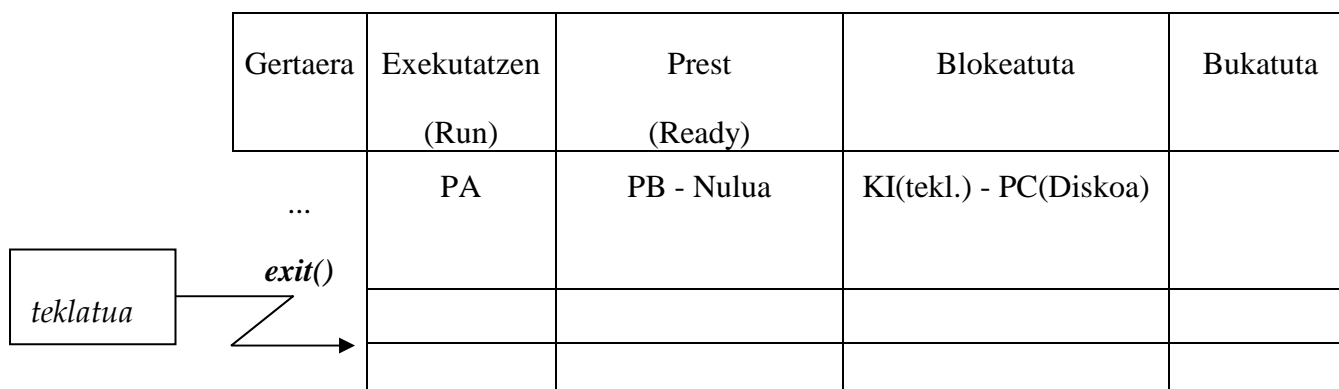 Gertaera Exekutatzen Prest Blokeatuta Bukatuta
(Run) (Ready)
PA PB - Nulua KI(tekl.) - PC(Diskoa)
...
exit()
teklatua